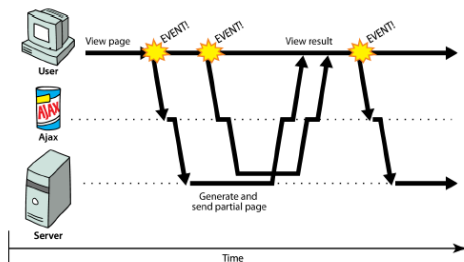 View page
EVENT!
EVENT!
View result
EVENT!
User
AJAX
Ajax
Generate and
send partial page
Server
Time